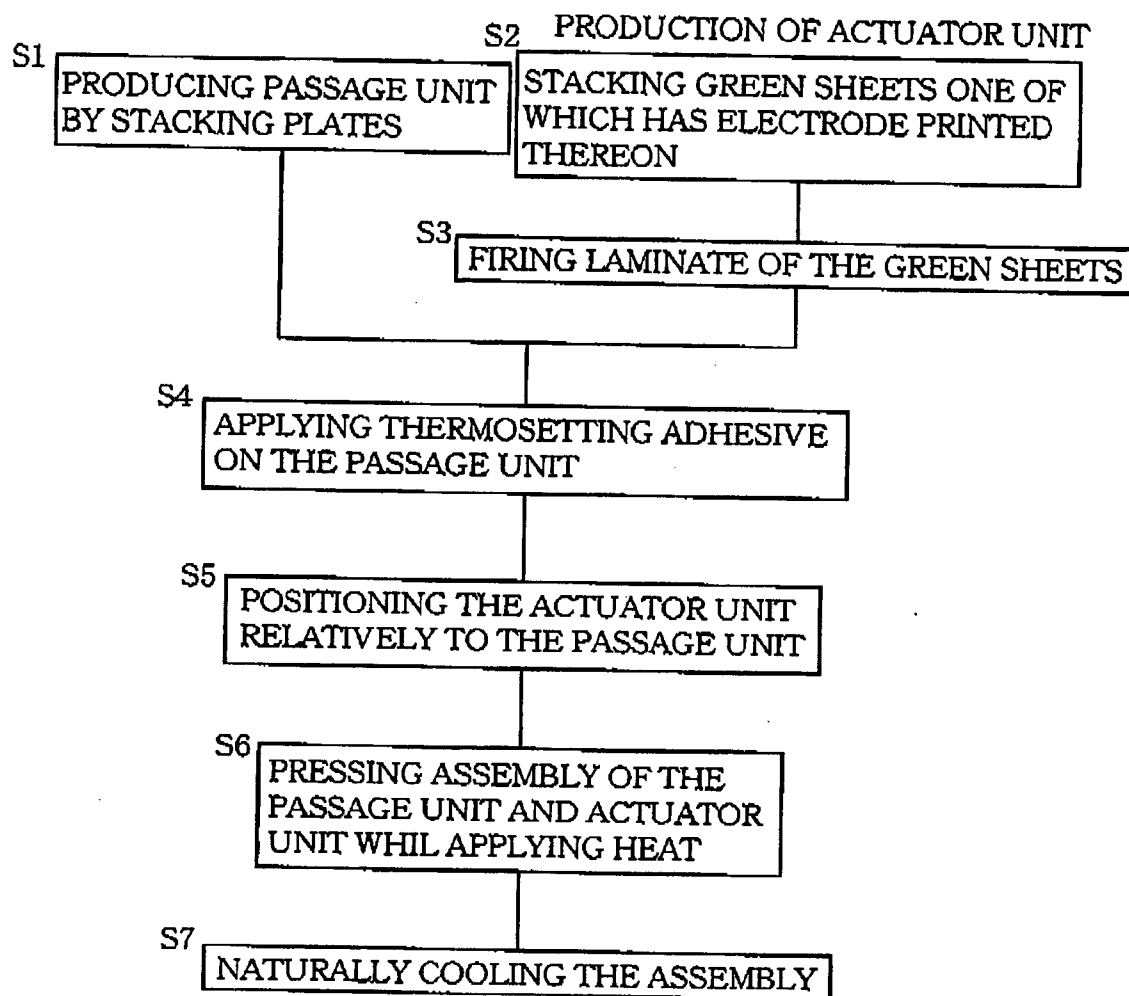 S1
PRODUCING PASSAGE UNIT
BY STACKING PLATES
S2
PRODUCTION OF ACTUATOR UNIT
STACKING GREEN SHEETS ONE OF
WHICH HAS ELECTRODE PRINTED
THEREON
S3
FIRING LAMINATE OF THE GREEN SHEETS
S4
APPLYING THERMOSETTING ADHESIVE
ON THE PASSAGE UNIT
S5
POSITIONING THE ACTUATOR UNIT
RELATIVELY TO THE PASSAGE UNIT
S6
PRESSING ASSEMBLY OF THE
PASSAGE UNIT AND ACTUATOR
UNIT WHIL APPLYING HEAT
S7
NATURALLY COOLING THE ASSEMBLY